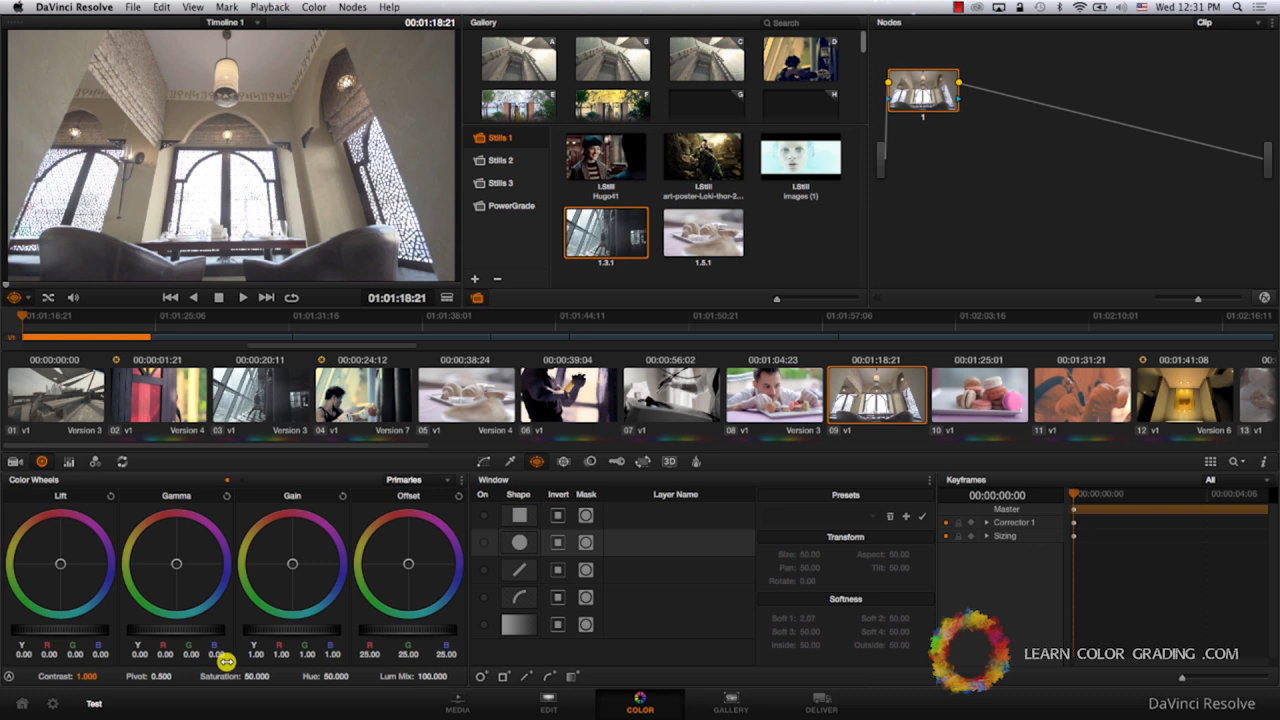 DaVinci Resolve File Edit View Mark Playback Color Nodes Help Wed 12:31 PM
Timeline 1 00:01:18:21 Gallery Search Nodes Clip
A B C D
E F G H
1
Stills 1
Stills 2
Stills 3
PowerGrade
1.Still 1.Still 1.Still
Hugo41 art-poster-Loki-thor-2... images (1)
1.3.1 1.5.1
01:01:18:21
01:01:18:21 01:01:25:06 01:01:31:16 01:01:38:01 01:01:44:11 01:01:50:21 01:01:57:06 01:02:03:16 01:02:10:01 01:02:16:11
V1
00:00:00:00 00:00:01:21 00:00:20:11 00:00:24:12 00:00:38:24 00:00:39:04 00:00:56:02 00:01:04:23 00:01:18:21 00:01:25:01 00:01:31:21 00:01:41:08 00:
01 V1 Version 3 02 V1 Version 4 03 V1 Version 3 04 V1 Version 7 05 V1 Version 4 06 V1 07 V1 08 V1 Version 3 09 V1 10 V1 11 V1 12 V1 Version 6 13 V1
3D
Color Wheels Primaries Window Keyframes All
Lift Gamma Gain Offset
On Shape Invert Mask Layer Name Presets
00:00:00:00 00:00:00:00 00:00:04:06
Master
Corrector 1
Sizing
Transform
Size: 50.00 Aspect: 50.00
Pan: 50.00 Tilt: 50.00
Rotate: 0.00
Softness
Soft 1: 2.07 Soft 2: 50.00
Soft 3: 50.00 Soft 4: 50.00
Inside: 50.00 Outside: 50.00
Y R G B Y R G B Y R G B R G B
0.00 0.00 0.00 0.00 0.00 0.00 0.00 0.00 1.00 1.00 1.00 1.00 25.00 25.00 25.00
Contrast: 1.000 Pivot: 0.500 Saturation: 50.000 Hue: 50.000 Lum Mix: 100.000
LEARN COLOR GRADING .COM
Test MEDIA EDIT COLOR GALLERY DELIVER DaVinci Resolve